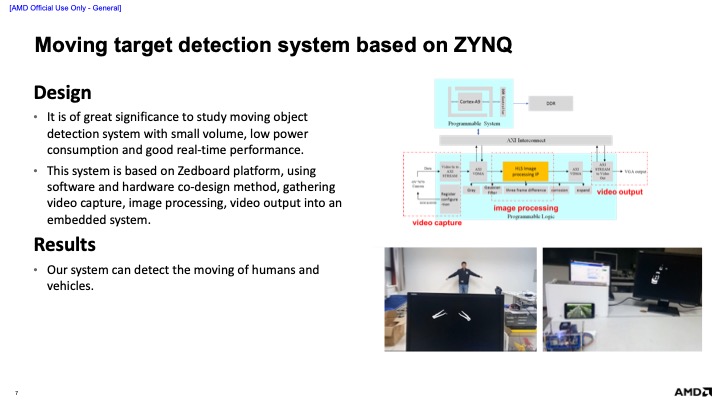 [AMD Official Use Only - General]
Moving target detection system based on ZYNQ
Design
• It is of great significance to study moving object
detection system with small volume, low power
consumption and good real-time performance.
• This system is based on Zedboard platform, using
software and hardware co-design method, gathering
video capture, image processing, video output into an
embedded system.
Results
• Our system can detect the moving of humans and
vehicles.
Cortex-A9
DDR
Programmable System
AXI Interconnect
Video in to
AXI
STREAM
AXI
VDMA
HLS image
processing IP
AXI
VDMA
AXI
STREAM
to Video
Out
VGA output
Data
Register
configure
Gray
Gaussian
Filter
three frame difference
corrosion
expand
image processing
Programmable Logic
video capture
video output
7
AMD